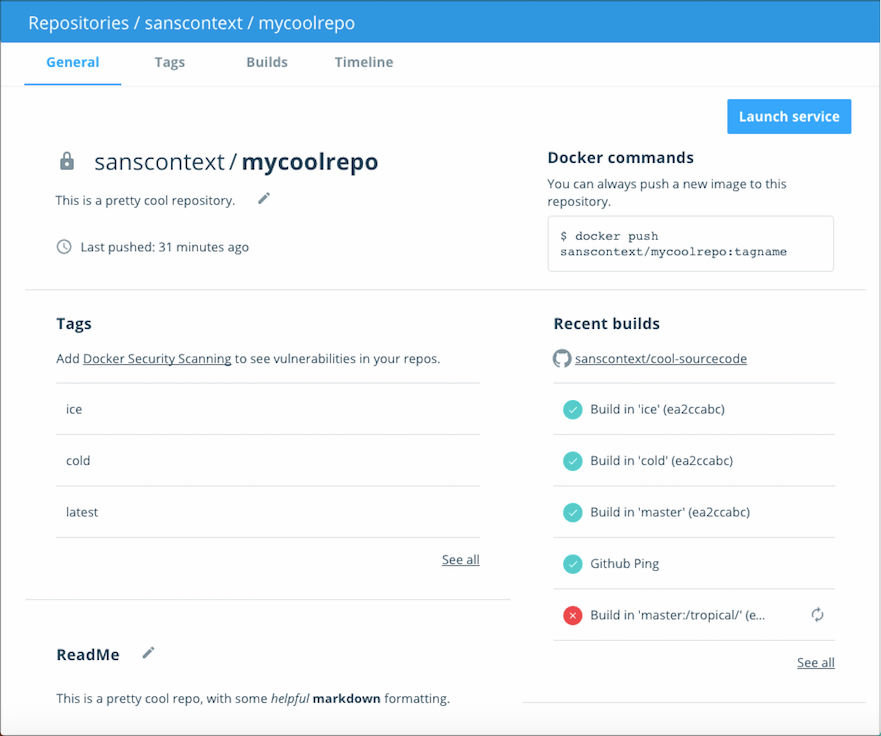 Repositories / sanscontext / mycoolrepo
General
Tags
Builds
Timeline
Launch service
sanscontext / mycoolrepo
This is a pretty cool repository.
Last pushed: 31 minutes ago
Docker commands
You can always push a new image to this
repository.
$ docker push
sanscontext/mycoolrepo:tagname
Tags
Add Docker Security Scanning to see vulnerabilities in your repos.
ice
cold
latest
See all
ReadMe
This is a pretty cool repo, with some helpful markdown formatting.
Recent builds
sanscontext/cool-sourcecode
Build in 'ice' (ea2ccabc)
Build in 'cold' (ea2ccabc)
Build in 'master' (ea2ccabc)
Github Ping
Build in 'master:/tropical/' (e...
See all